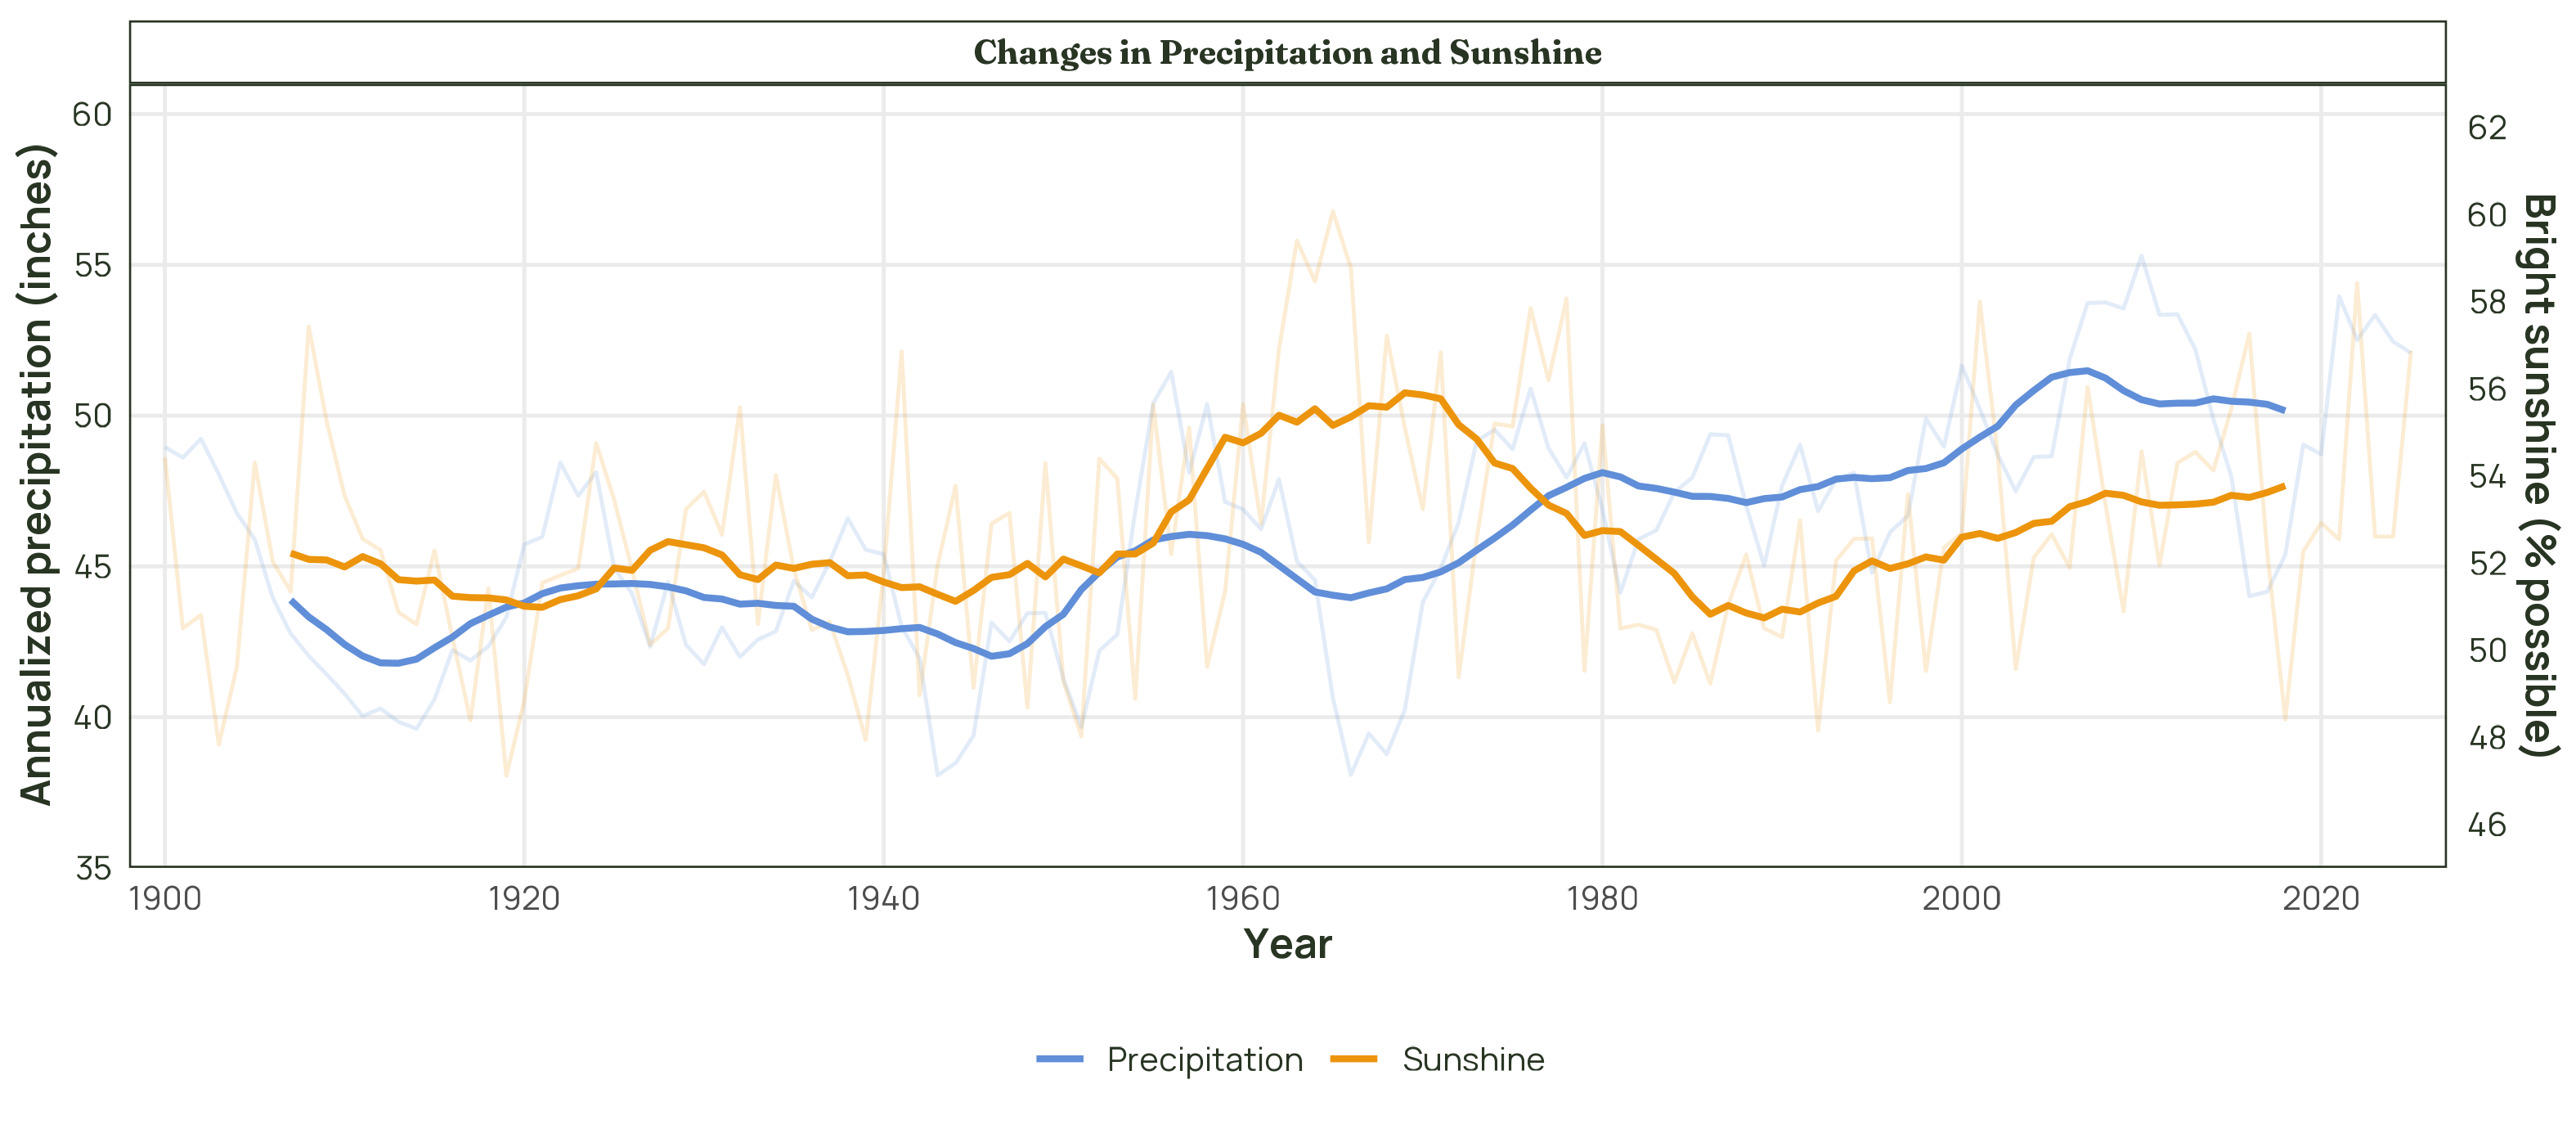 Changes in Precipitation and Sunshine
Annualized precipitation (inches)
60
55
50
45
40
35
62
60
58
56
54
52
50
48
46
Bright sunshine (% possible)
1900 1920 1940 1960 1980 2000 2020
Year
Precipitation Sunshine